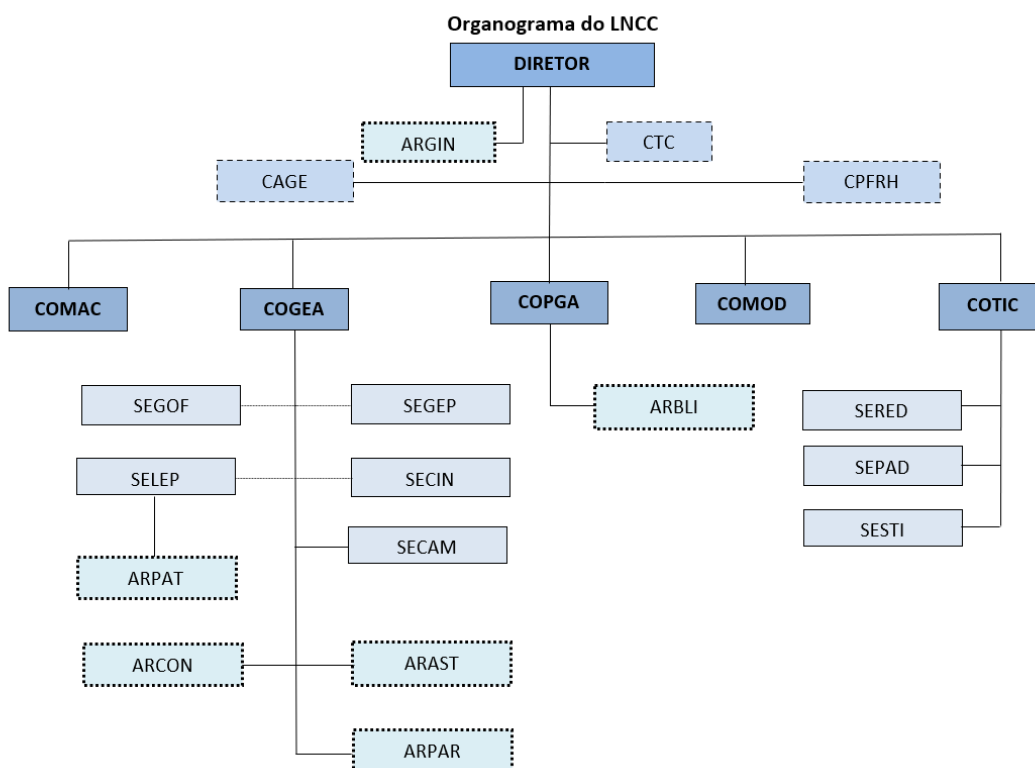 Organograma do LNCC
DIRETOR
ARGIN
CTC
CAGE
CPFRH
COMAC
COGEA
COPGA
COMOD
COTIC
SEGOF
SEGEP
ARBLI
SERED
SELEP
SECIN
SEPAD
SECAM
SESTI
ARPAT
ARCON
ARAST
ARPAR